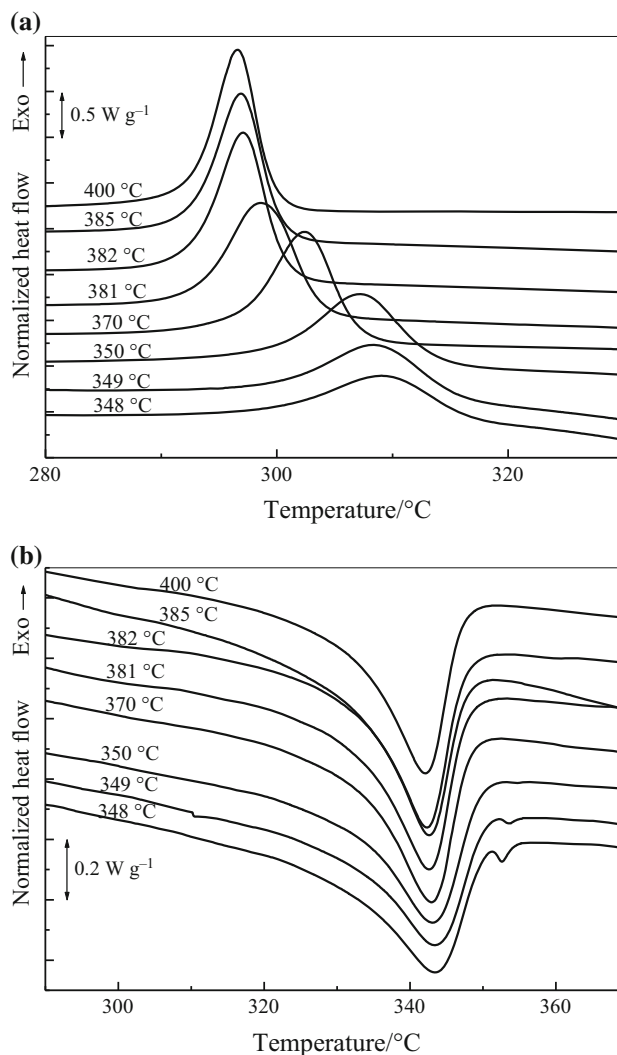 (a)
Exo
0.5 W g⁻¹
Normalized heat flow
400 °C
385 °C
382 °C
381 °C
370 °C
350 °C
349 °C
348 °C
280
300
320
Temperature/°C
(b)
Exo
Normalized heat flow
400 °C
385 °C
382 °C
381 °C
370 °C
350 °C
349 °C
348 °C
0.2 W g⁻¹
300
320
340
360
Temperature/°C